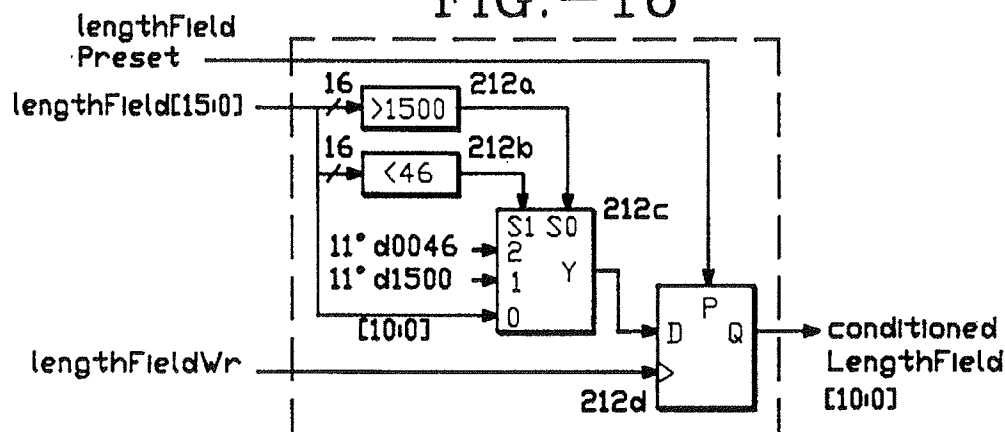 FIG.-16
lengthField
Preset
lengthField[15:0]
16
>1500
212a
16
<46
212b
S1 S0
212c
11° d0046
2
11° d1500
1
Y
0
[10:0]
P
D
Q
conditioned
LengthField
[10:0]
lengthFieldWr
212d